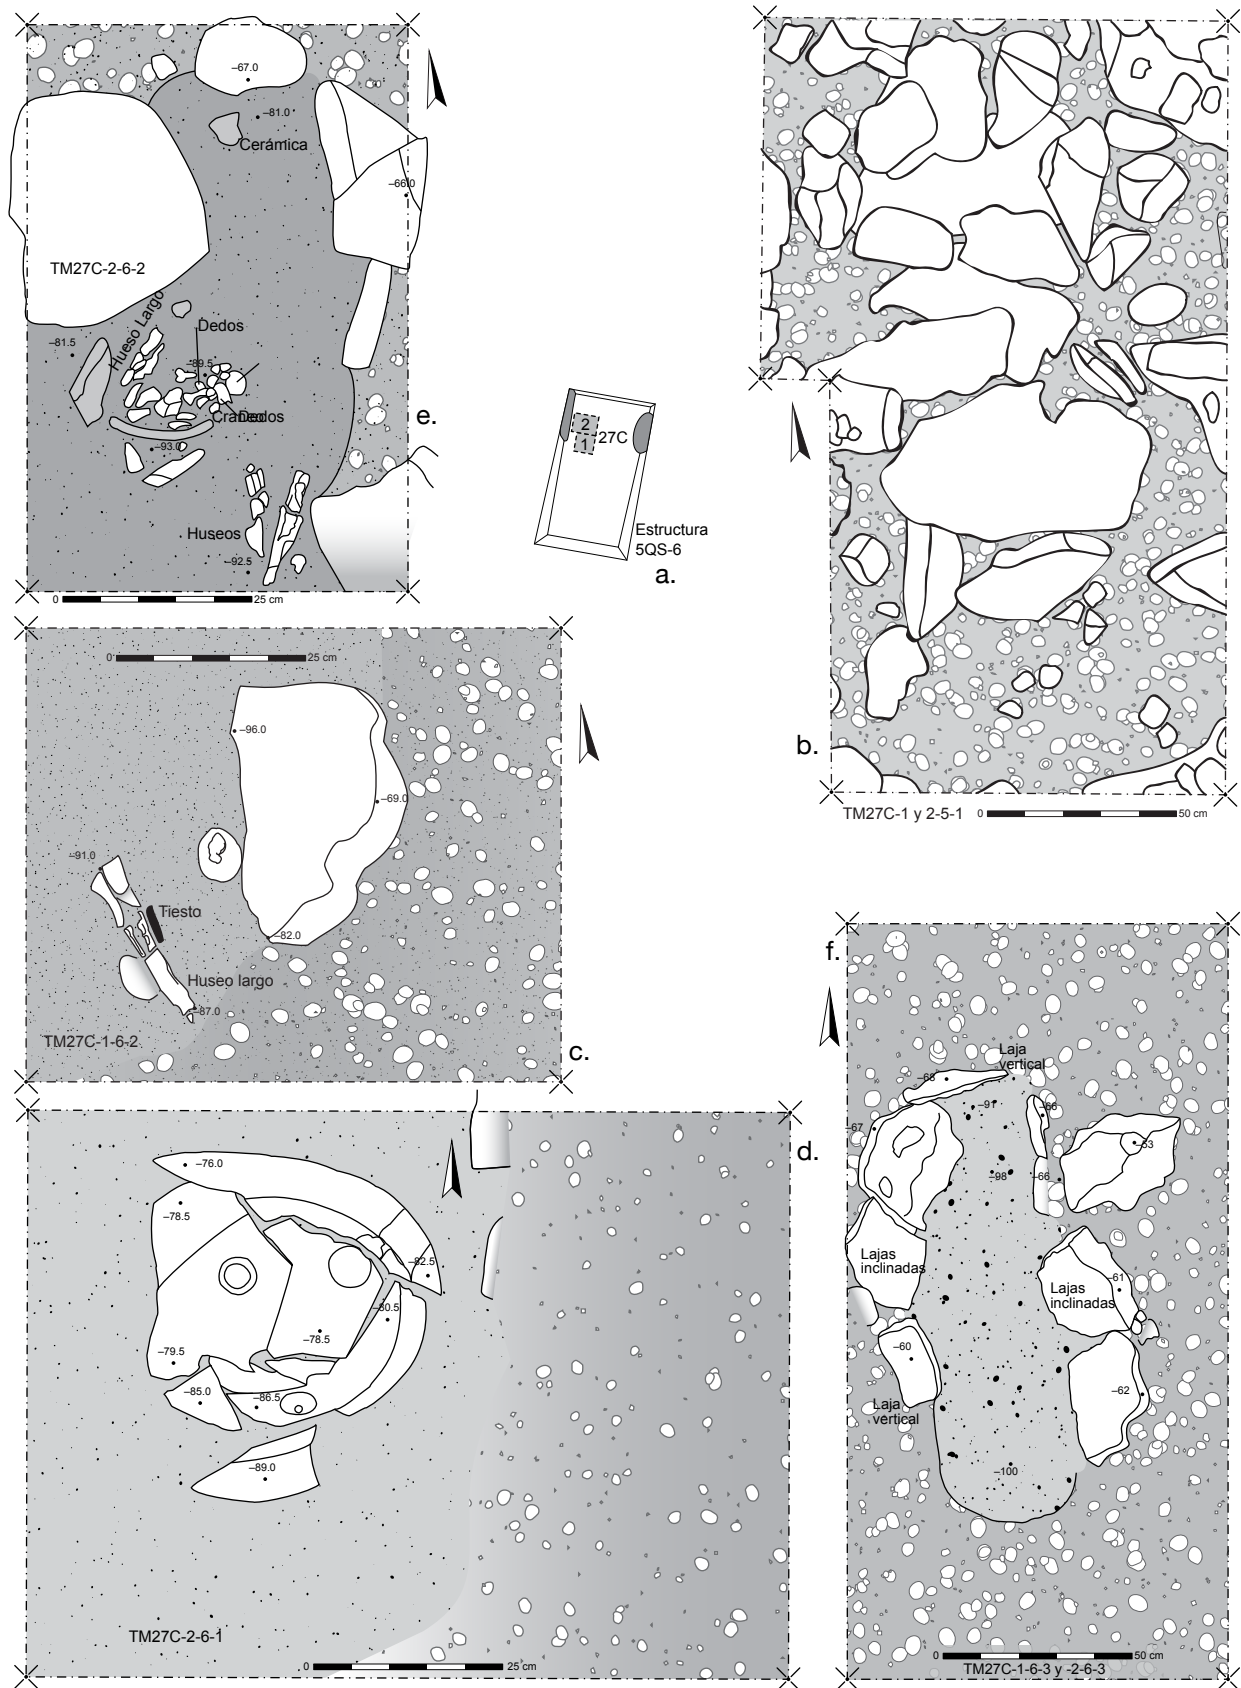 −67.0
−81.0
Cerámica
−66.0
TM27C-2-6-2
Hueso Largo
Dedos
−81.5
−89.5
Craneo
Dedos
−93.0
Huseos
−92.5
0 25 cm
e.
2
1
27C
Estructura
5QS-6
a.
b.
TM27C-1 y 2-5-1
0 50 cm
0 25 cm
−96.0
−69.0
−91.0
Tiesto
−82.0
Huseo largo
−87.0
TM27C-1-6-2
c.
d.
−76.0
−78.5
−82.5
−80.5
−78.5
−79.5
−85.0
−86.5
−89.0
TM27C-2-6-1
0 25 cm
f.
Laja
vertical
−68
−91
−66
−67
−53
−98
−66
Lajas
inclinadas
−61
Lajas
inclinadas
−60
−62
Laja
vertical
−100
0 50 cm
TM27C-1-6-3 y -2-6-3